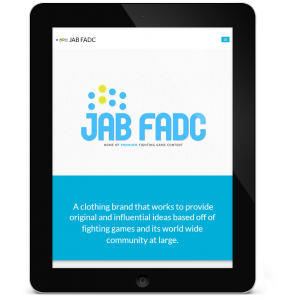 JAB FADC
JAB FADC
HOME OF PREMIUM FIGHTING GAME CONTENT
A clothing brand that works to provide
original and influential ideas based off of
fighting games and its world wide
community at large.